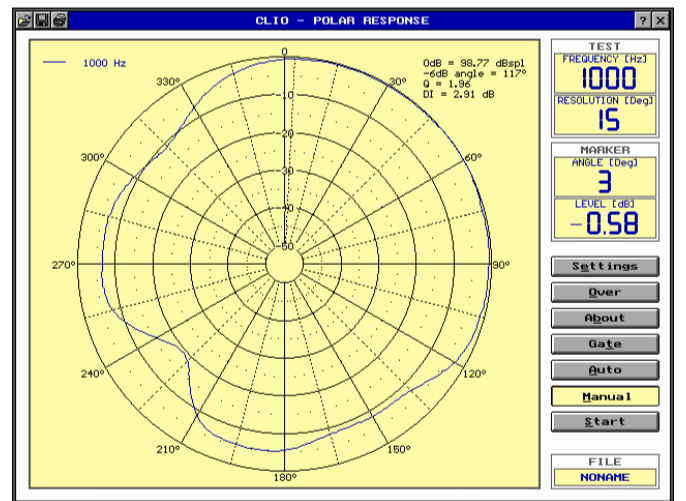 CLIO - POLAR RESPONSE
? ×
1000 Hz
0dB = 98.77 dBspl
-6dB angle = 117°
Q = 1.96
DI = 2.91 dB
0
330°
30°
-10
-20
300°
60°
-30
-40
-50
270°
90°
240°
120°
210°
150°
180°
TEST
FREQUENCY [Hz]
1000
RESOLUTION [Deg]
15
MARKER
ANGLE [Deg]
3
LEVEL [dB]
-0.58
Settings
Over
About
Gate
Auto
Manual
Start
FILE
NONAME